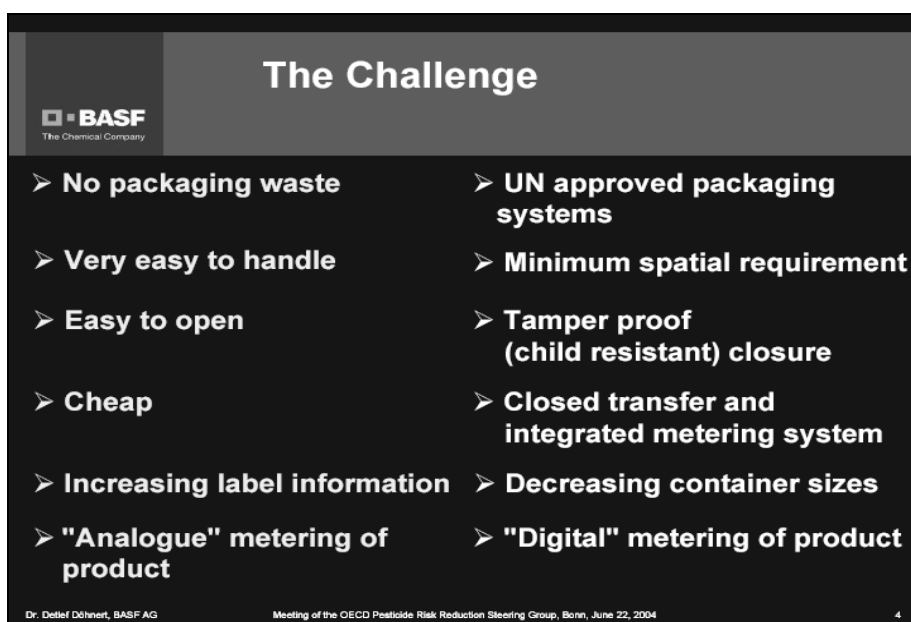 The Challenge
BASF
The Chemical Company
➢ No packaging waste
➢ UN approved packaging
systems
➢ Very easy to handle
➢ Minimum spatial requirement
➢ Easy to open
➢ Tamper proof
(child resistant) closure
➢ Cheap
➢ Closed transfer and
integrated metering system
➢ Increasing label information
➢ Decreasing container sizes
➢ "Analogue" metering of
product
➢ "Digital" metering of product
Dr. Detlef Döhnert, BASF AG
Meeting of the OECD Pesticide Risk Reduction Steering Group, Bonn, June 22, 2004
4